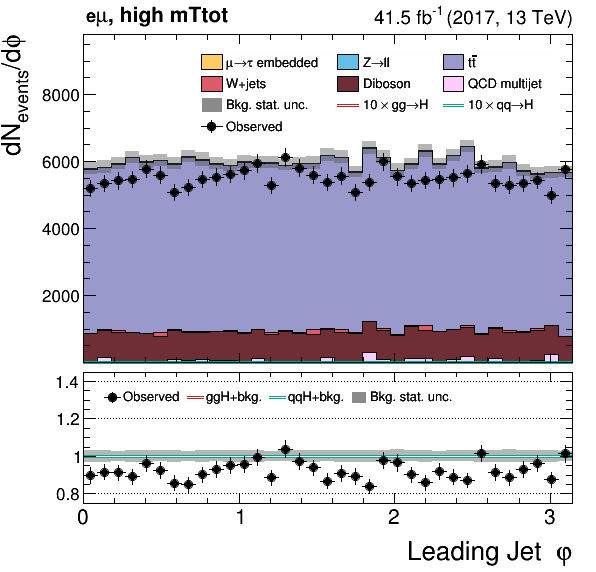 eμ, high mTtot 41.5 fb⁻¹ (2017, 13 TeV)
dN_events/dφ
μ→τ embedded Z→ll tt̄
W+jets Diboson QCD multijet
Bkg. stat. unc. 10 × gg→H 10 × qq→H
Observed
8000
6000
4000
2000
1.4
Observed ggH+bkg. qqH+bkg. Bkg. stat. unc.
1.2
1
0.8
0 1 2 3
Leading Jet φ